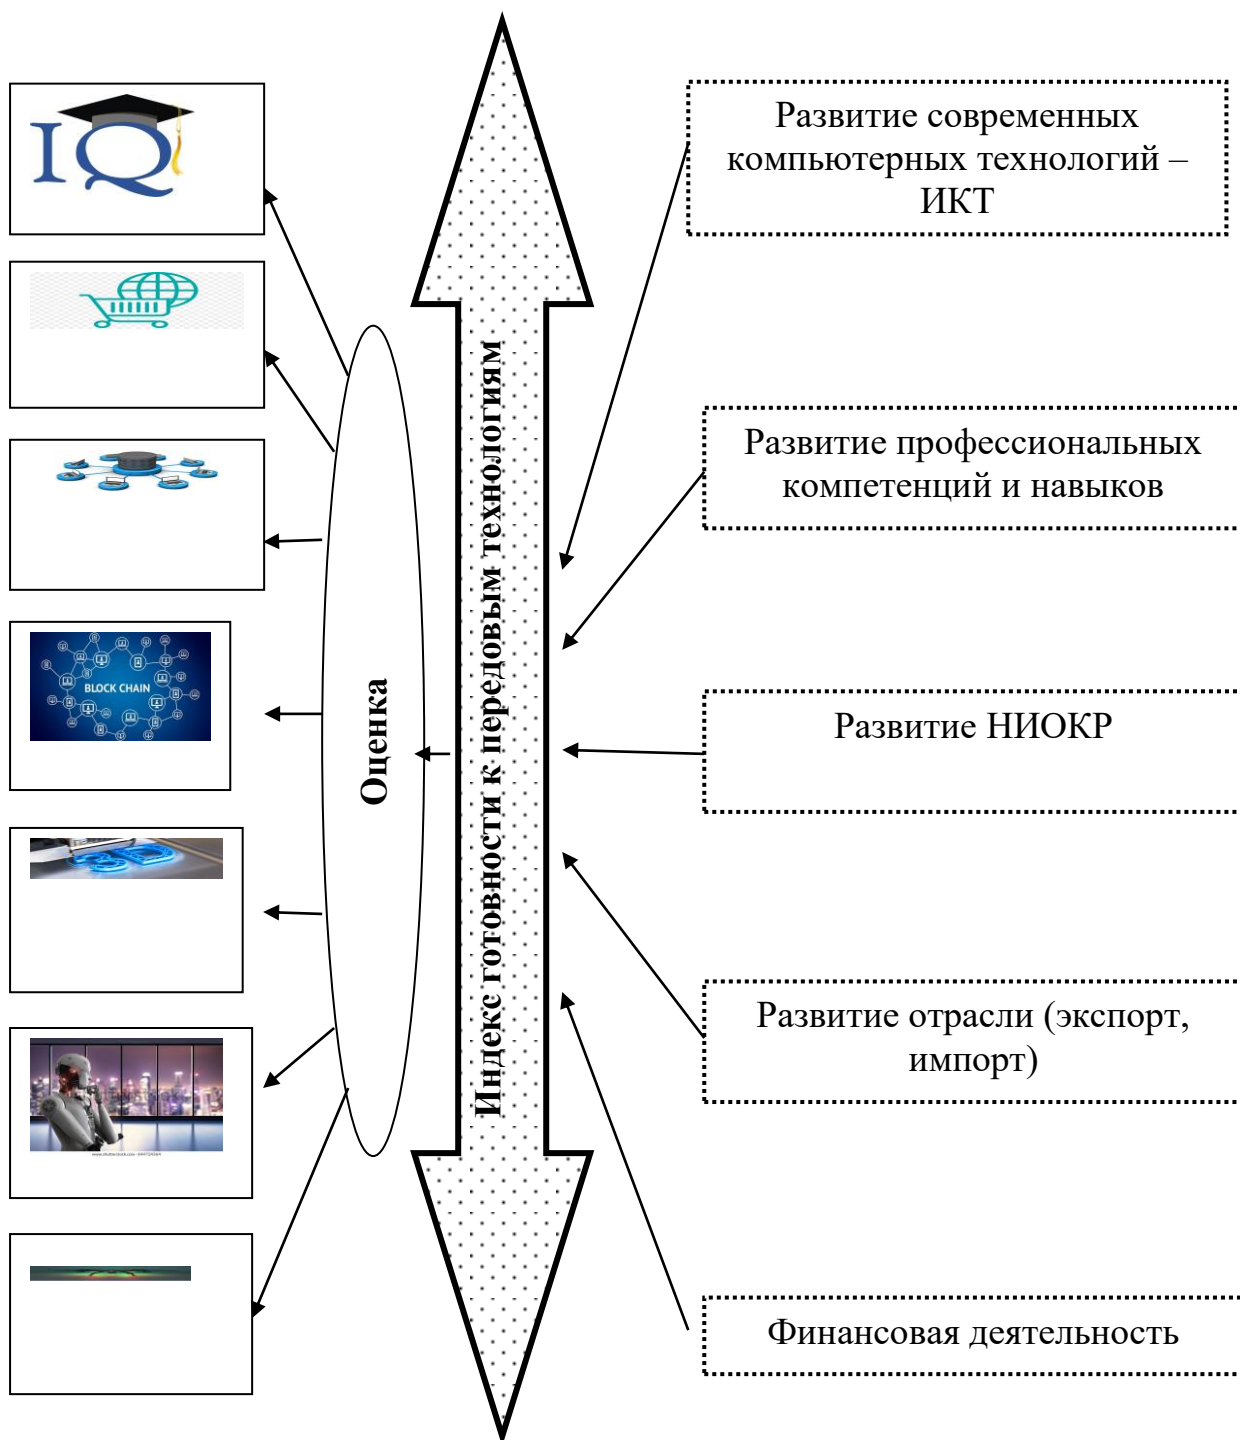 IQ
BLOCK CHAIN
3D
Оценка
Индекс готовности к передовым технологиям
Развитие современных
компьютерных технологий –
ИКТ
Развитие профессиональных
компетенций и навыков
Развитие НИОКР
Развитие отрасли (экспорт,
импорт)
Финансовая деятельность